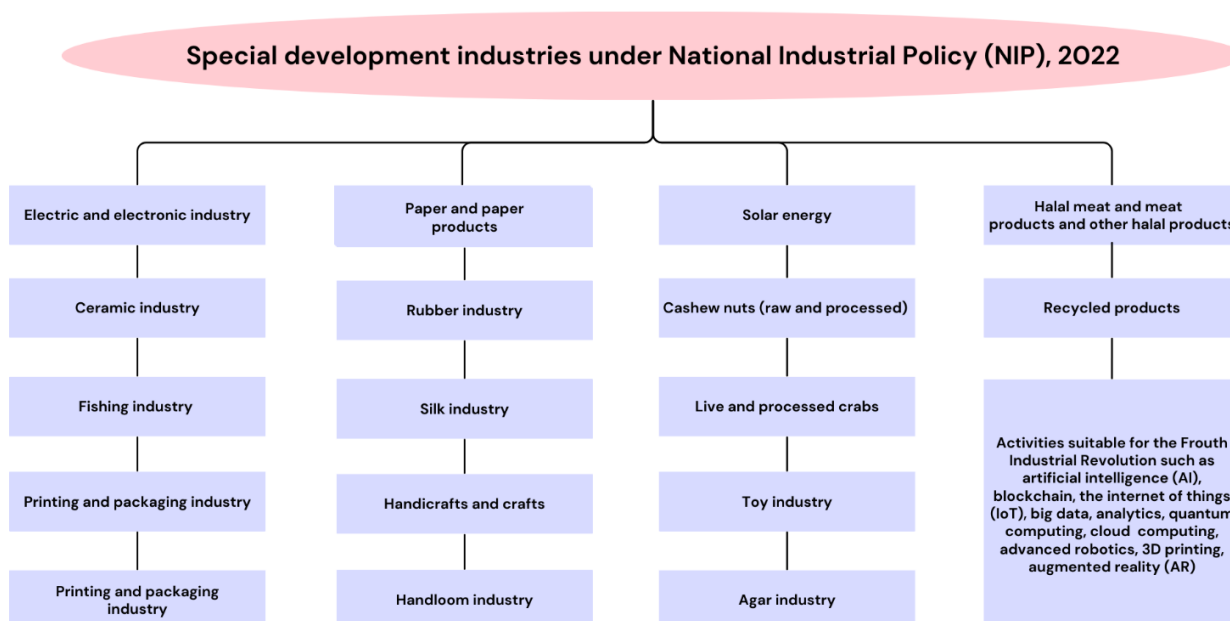 Special development industries under National Industrial Policy (NIP), 2022
Electric and electronic industry
Ceramic industry
Fishing industry
Printing and packaging industry
Printing and packaging
industry
Paper and paper
products
Rubber industry
Silk industry
Handicrafts and crafts
Handloom industry
Solar energy
Cashew nuts (raw and processed)
Live and processed crabs
Toy industry
Agar industry
Halal meat and meat
products and other halal products
Recycled products
Activities suitable for the Frouth
Industrial Revolution such as
artificial intelligence (AI),
blockchain, the internet of things
(IoT), big data, analytics, quantum
computing, cloud computing,
advanced robotics, 3D printing,
augmented reality (AR)